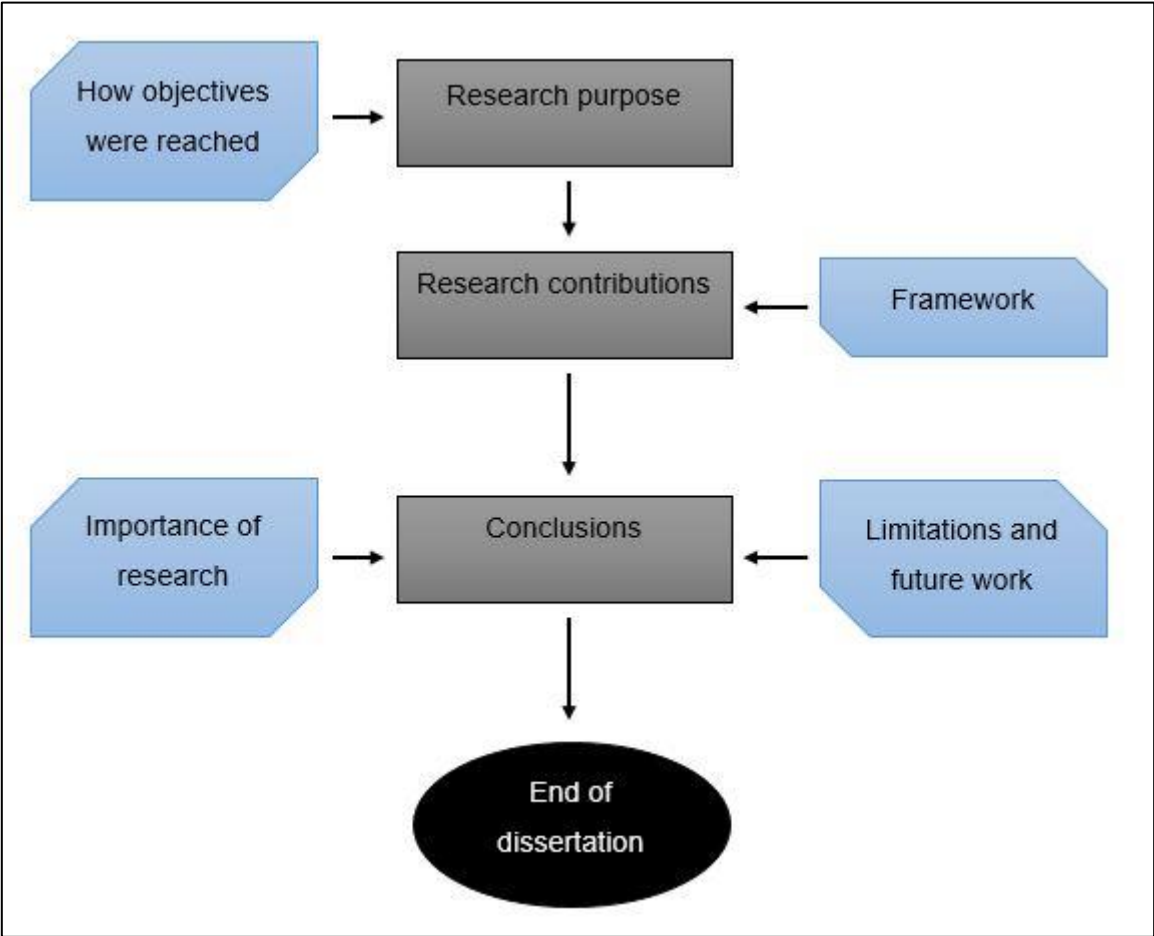 How objectives
were reached
Research purpose
Research contributions
Framework
Importance of
research
Conclusions
Limitations and
future work
End of
dissertation